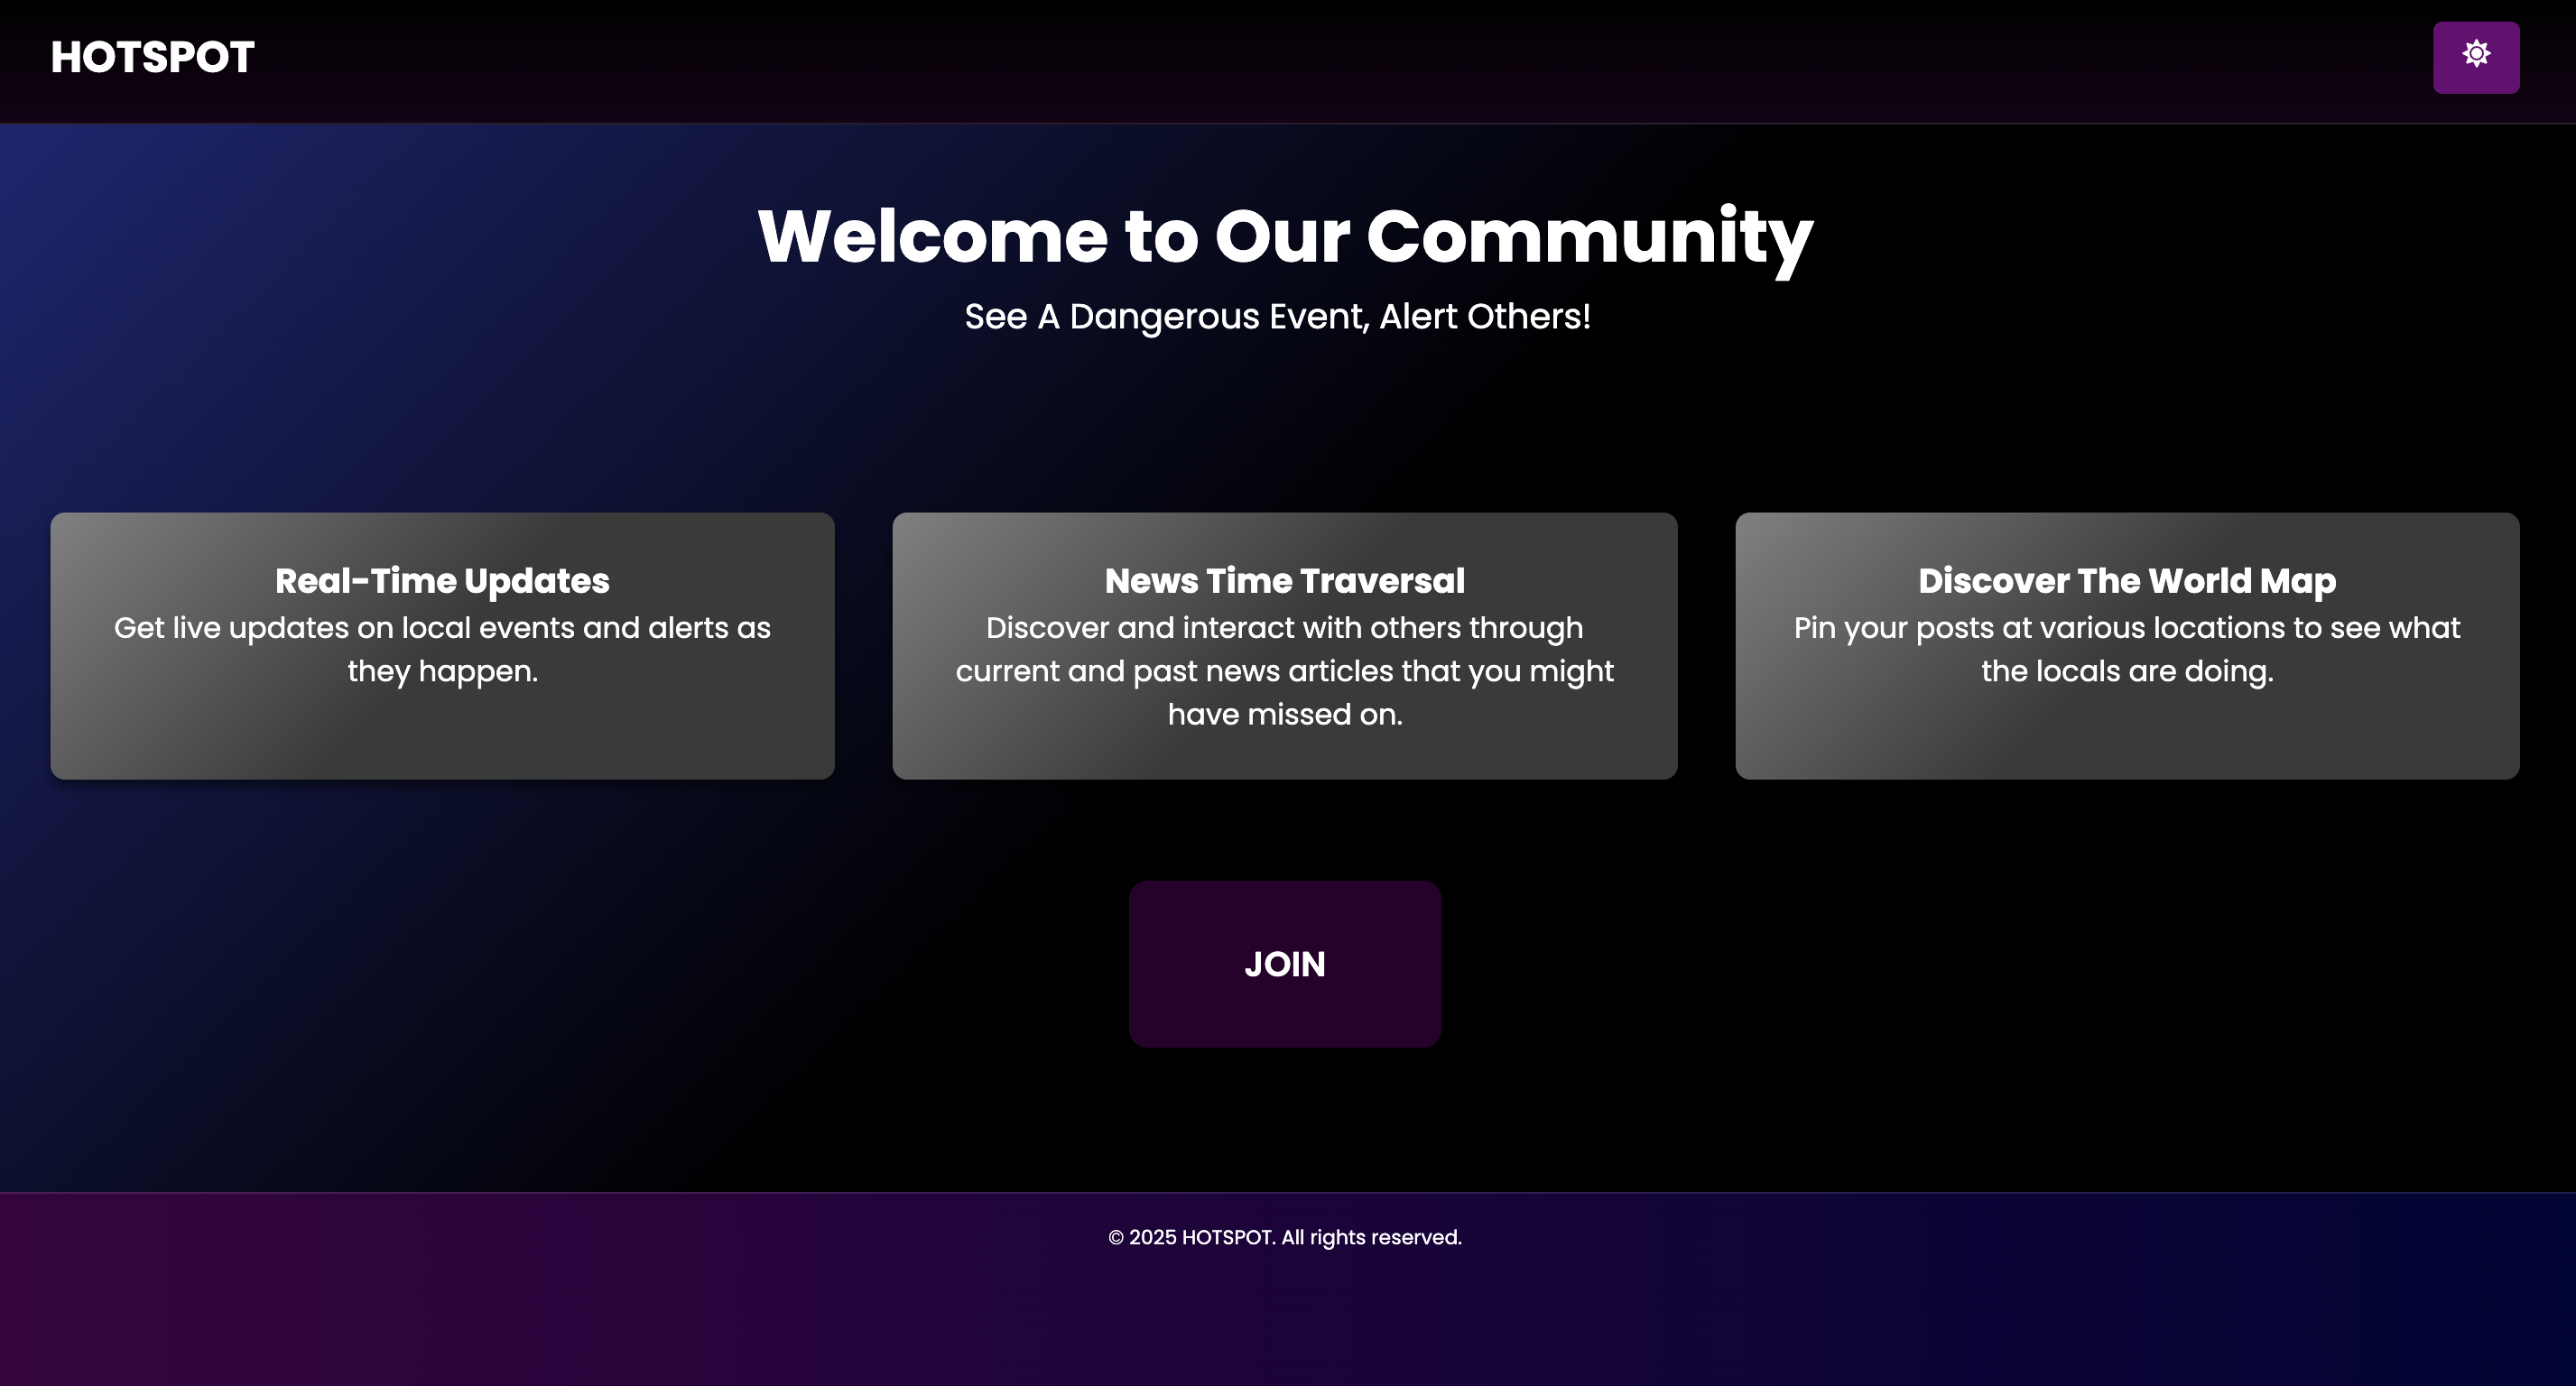 HOTSPOT
Welcome to Our Community
See A Dangerous Event, Alert Others!
Real-Time Updates
Get live updates on local events and alerts as
they happen.
News Time Traversal
Discover and interact with others through
current and past news articles that you might
have missed on.
Discover The World Map
Pin your posts at various locations to see what
the locals are doing.
JOIN
© 2025 HOTSPOT. All rights reserved.